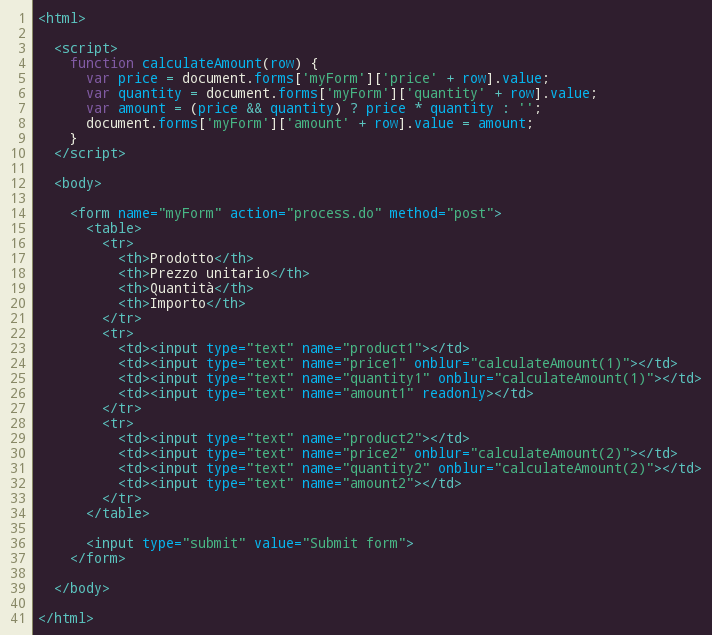 1 <html>
2
3   <script>
4     function calculateAmount(row) {
5       var price = document.forms['myForm']['price' + row].value;
6       var quantity = document.forms['myForm']['quantity' + row].value;
7       var amount = (price && quantity) ? price * quantity : '';
8       document.forms['myForm']['amount' + row].value = amount;
9     }
10   </script>
11
12   <body>
13
14     <form name="myForm" action="process.do" method="post">
15       <table>
16         <tr>
17           <th>Prodotto</th>
18           <th>Prezzo unitario</th>
19           <th>Quantità</th>
20           <th>Importo</th>
21         </tr>
22         <tr>
23           <td><input type="text" name="product1"></td>
24           <td><input type="text" name="price1" onblur="calculateAmount(1)"></td>
25           <td><input type="text" name="quantity1" onblur="calculateAmount(1)"></td>
26           <td><input type="text" name="amount1" readonly></td>
27         </tr>
28         <tr>
29           <td><input type="text" name="product2"></td>
30           <td><input type="text" name="price2" onblur="calculateAmount(2)"></td>
31           <td><input type="text" name="quantity2" onblur="calculateAmount(2)"></td>
32           <td><input type="text" name="amount2"></td>
33         </tr>
34       </table>
35
36       <input type="submit" value="Submit form">
37     </form>
38
39   </body>
40
41 </html>